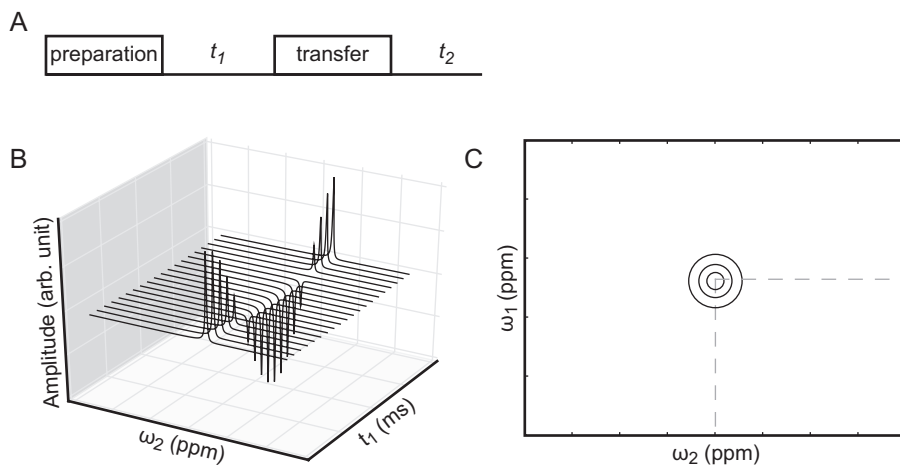 A
preparation t₁ transfer t₂
B
Amplitude (arb. unit)
ω₂ (ppm)
t₁ (ms)
C
ω₁ (ppm)
ω₂ (ppm)